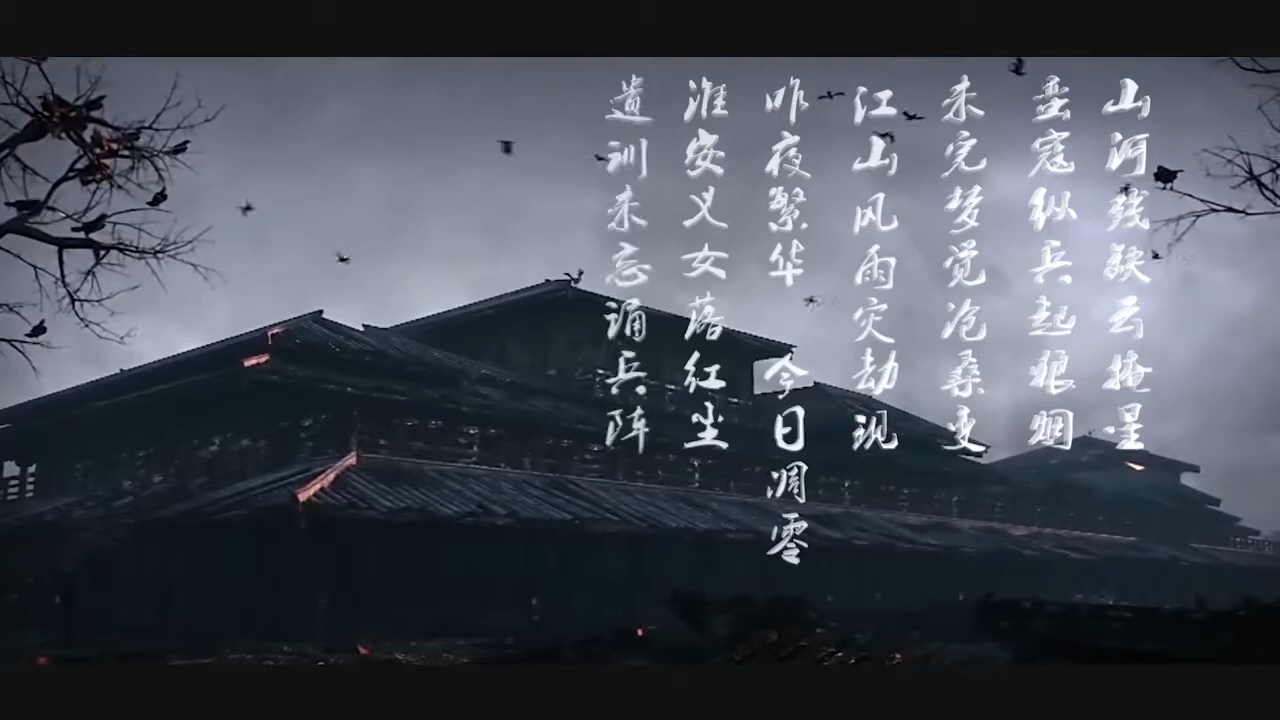 山河残缺云掩星
蛮寇纵兵起狼烟
未完梦觉沧桑变
江山风雨灾劫现
昨夜繁华 今日凋零
淮安义女落红尘
遗训未忘诵兵阵